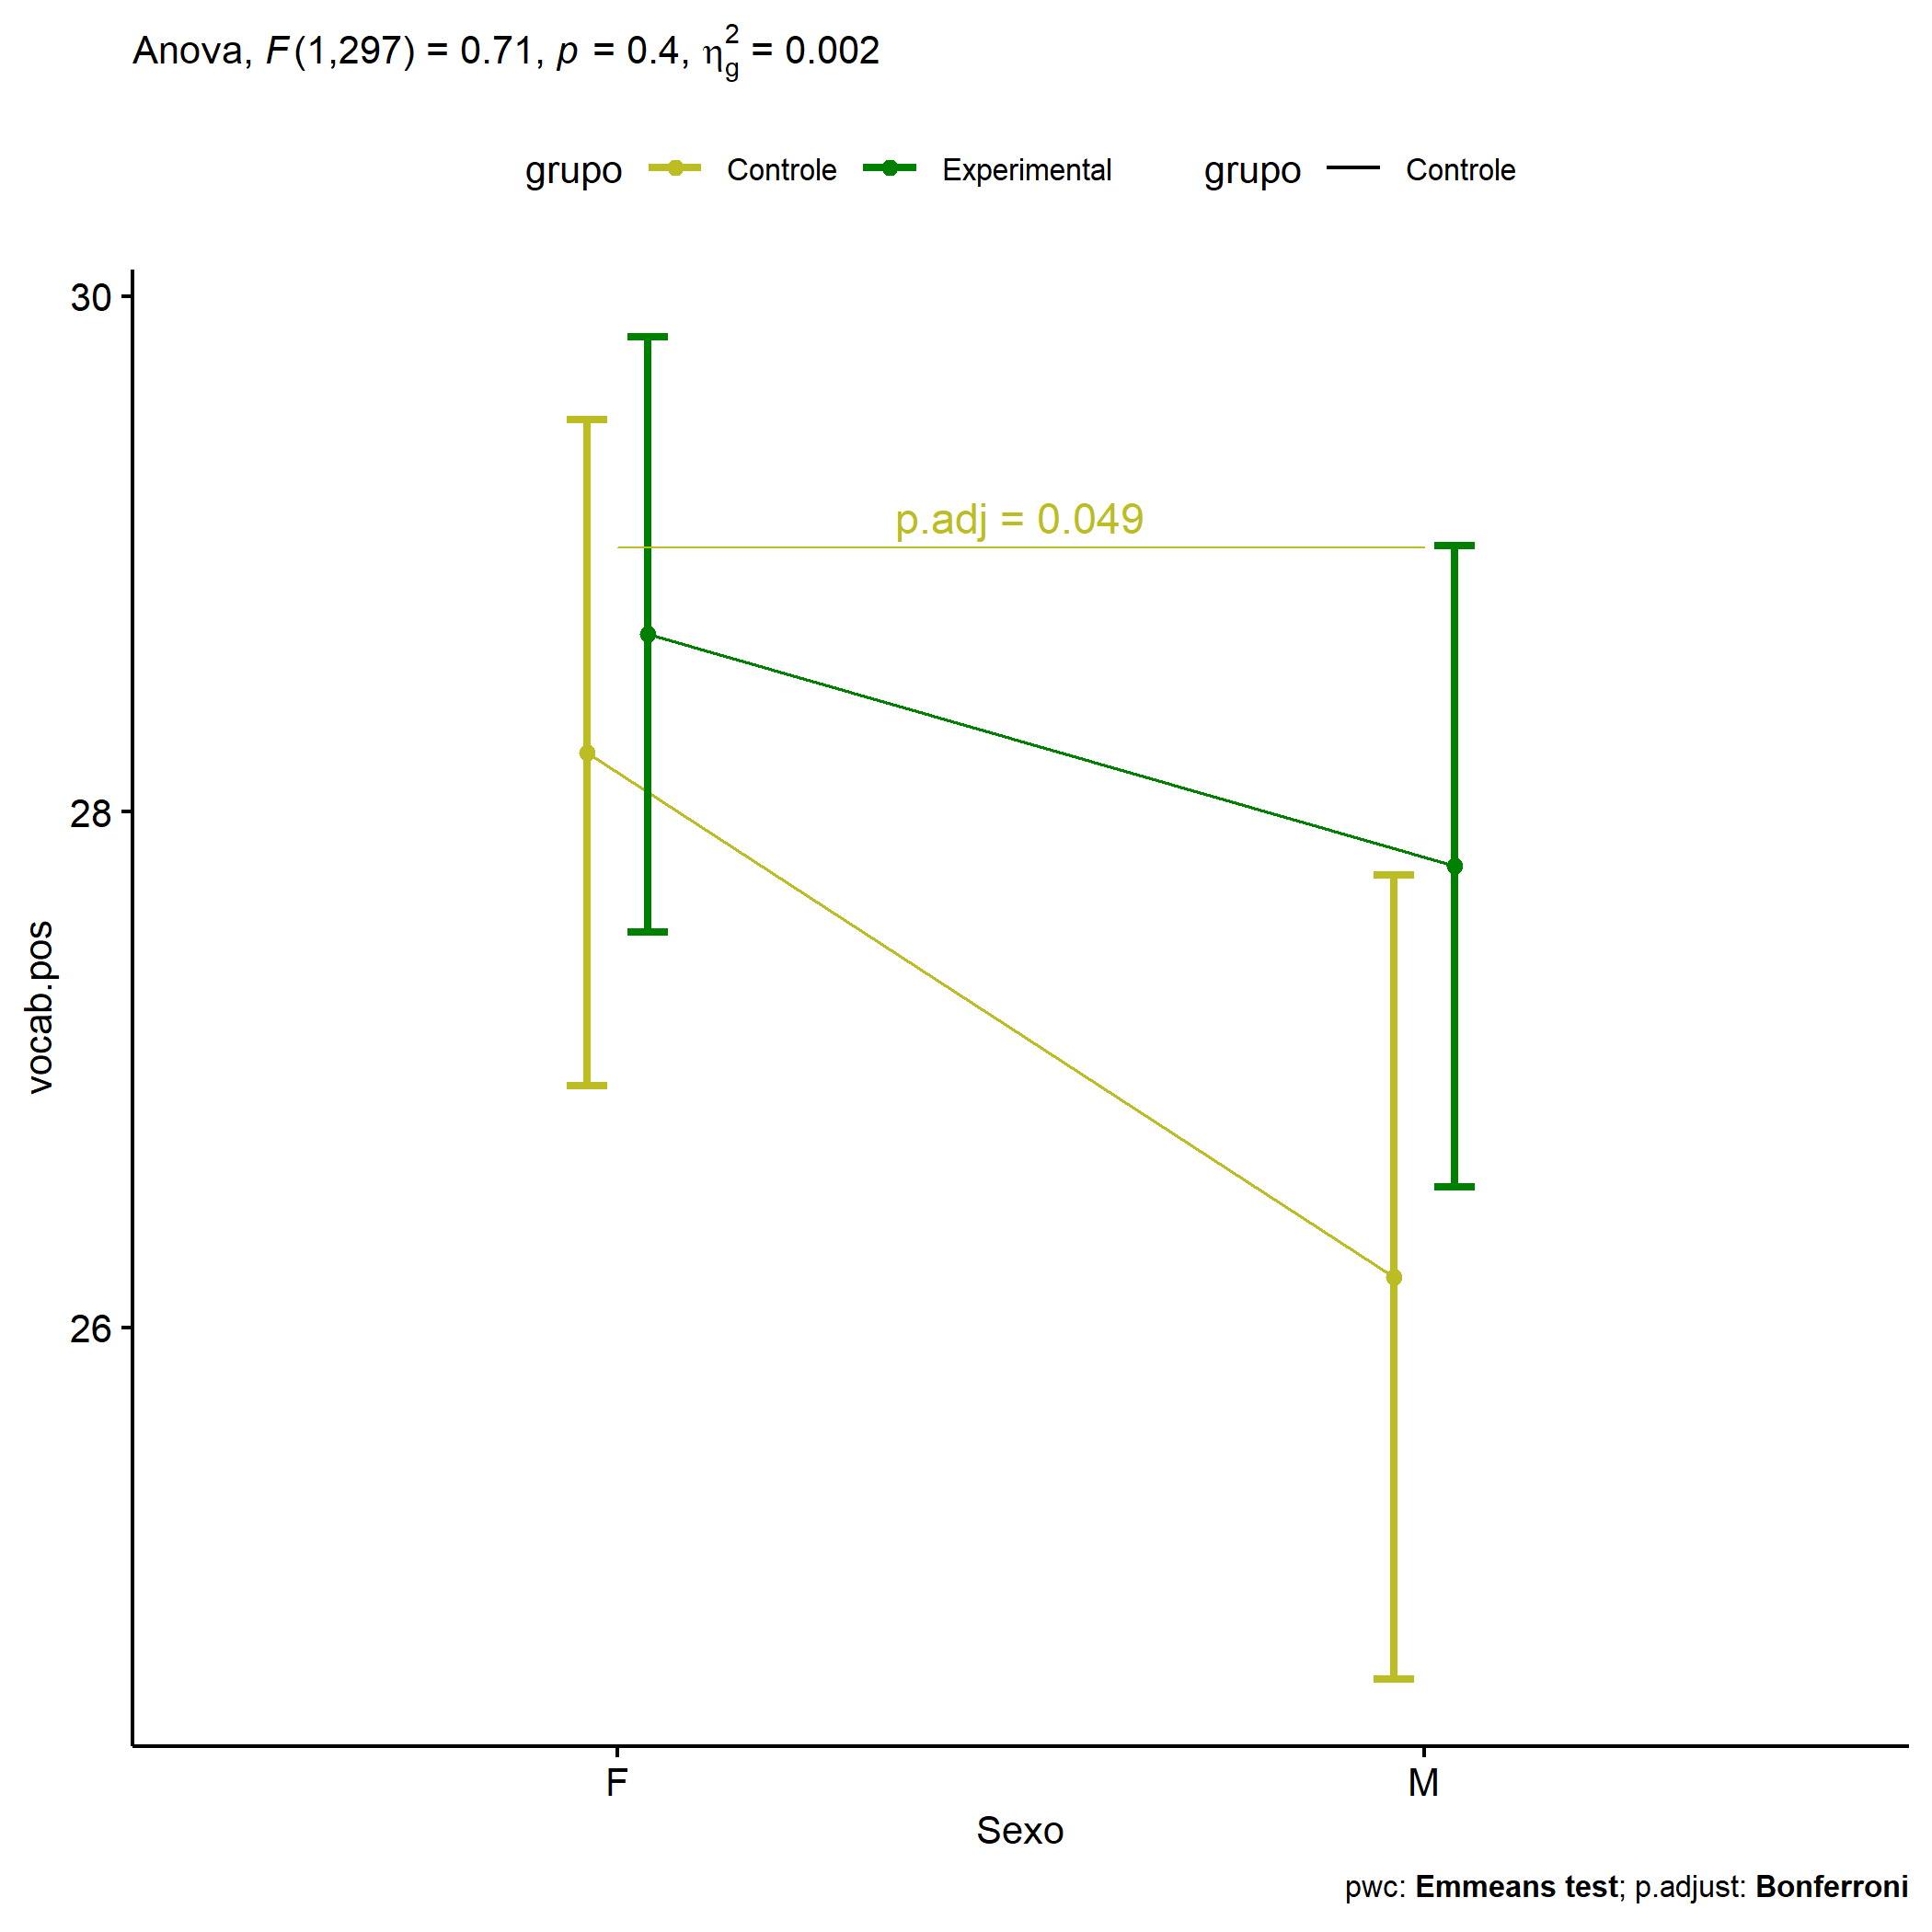 Anova, F(1,297) = 0.71, p = 0.4, η²g = 0.002
grupo Controle Experimental grupo Controle
30
p.adj = 0.049
28
vocab.pos
26
F M
Sexo
pwc: Emmeans test; p.adjust: Bonferroni